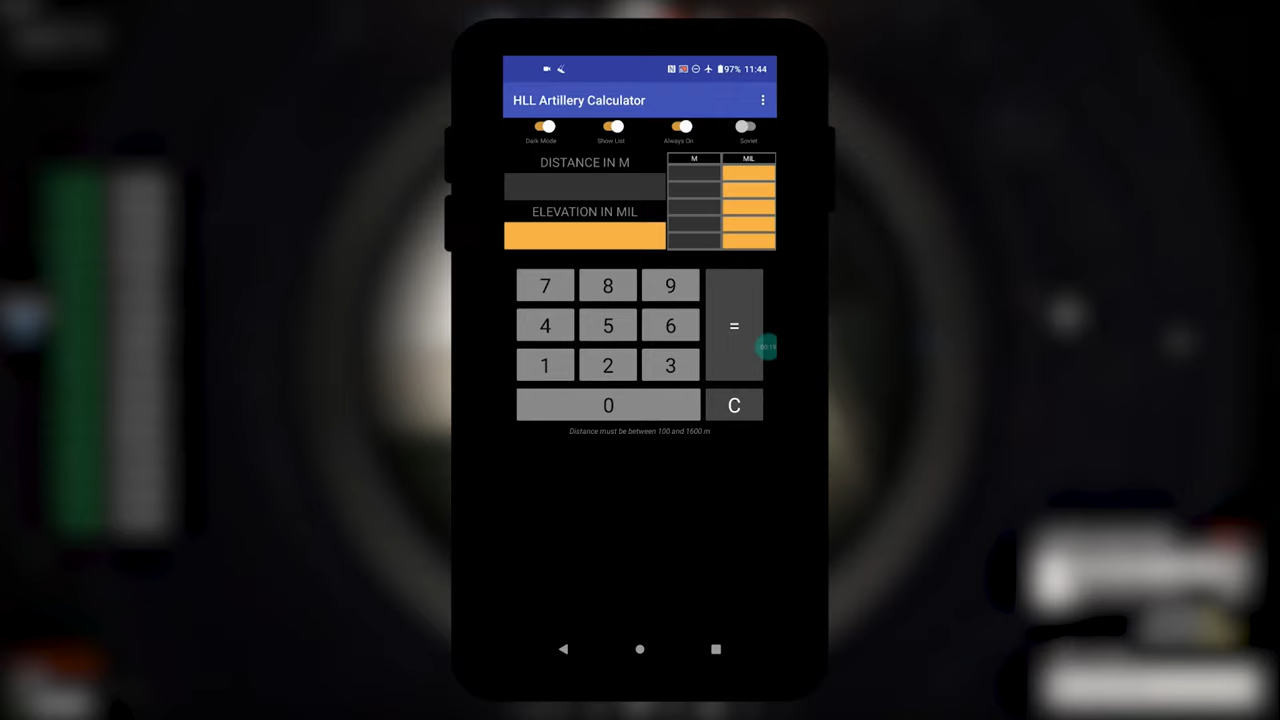 97% 11:44
HLL Artillery Calculator
Dark Mode Show List Always On Soviet
DISTANCE IN M
M MIL
ELEVATION IN MIL
7 8 9
4 5 6 =
1 2 3
0 C
Distance must be between 100 and 1600 m